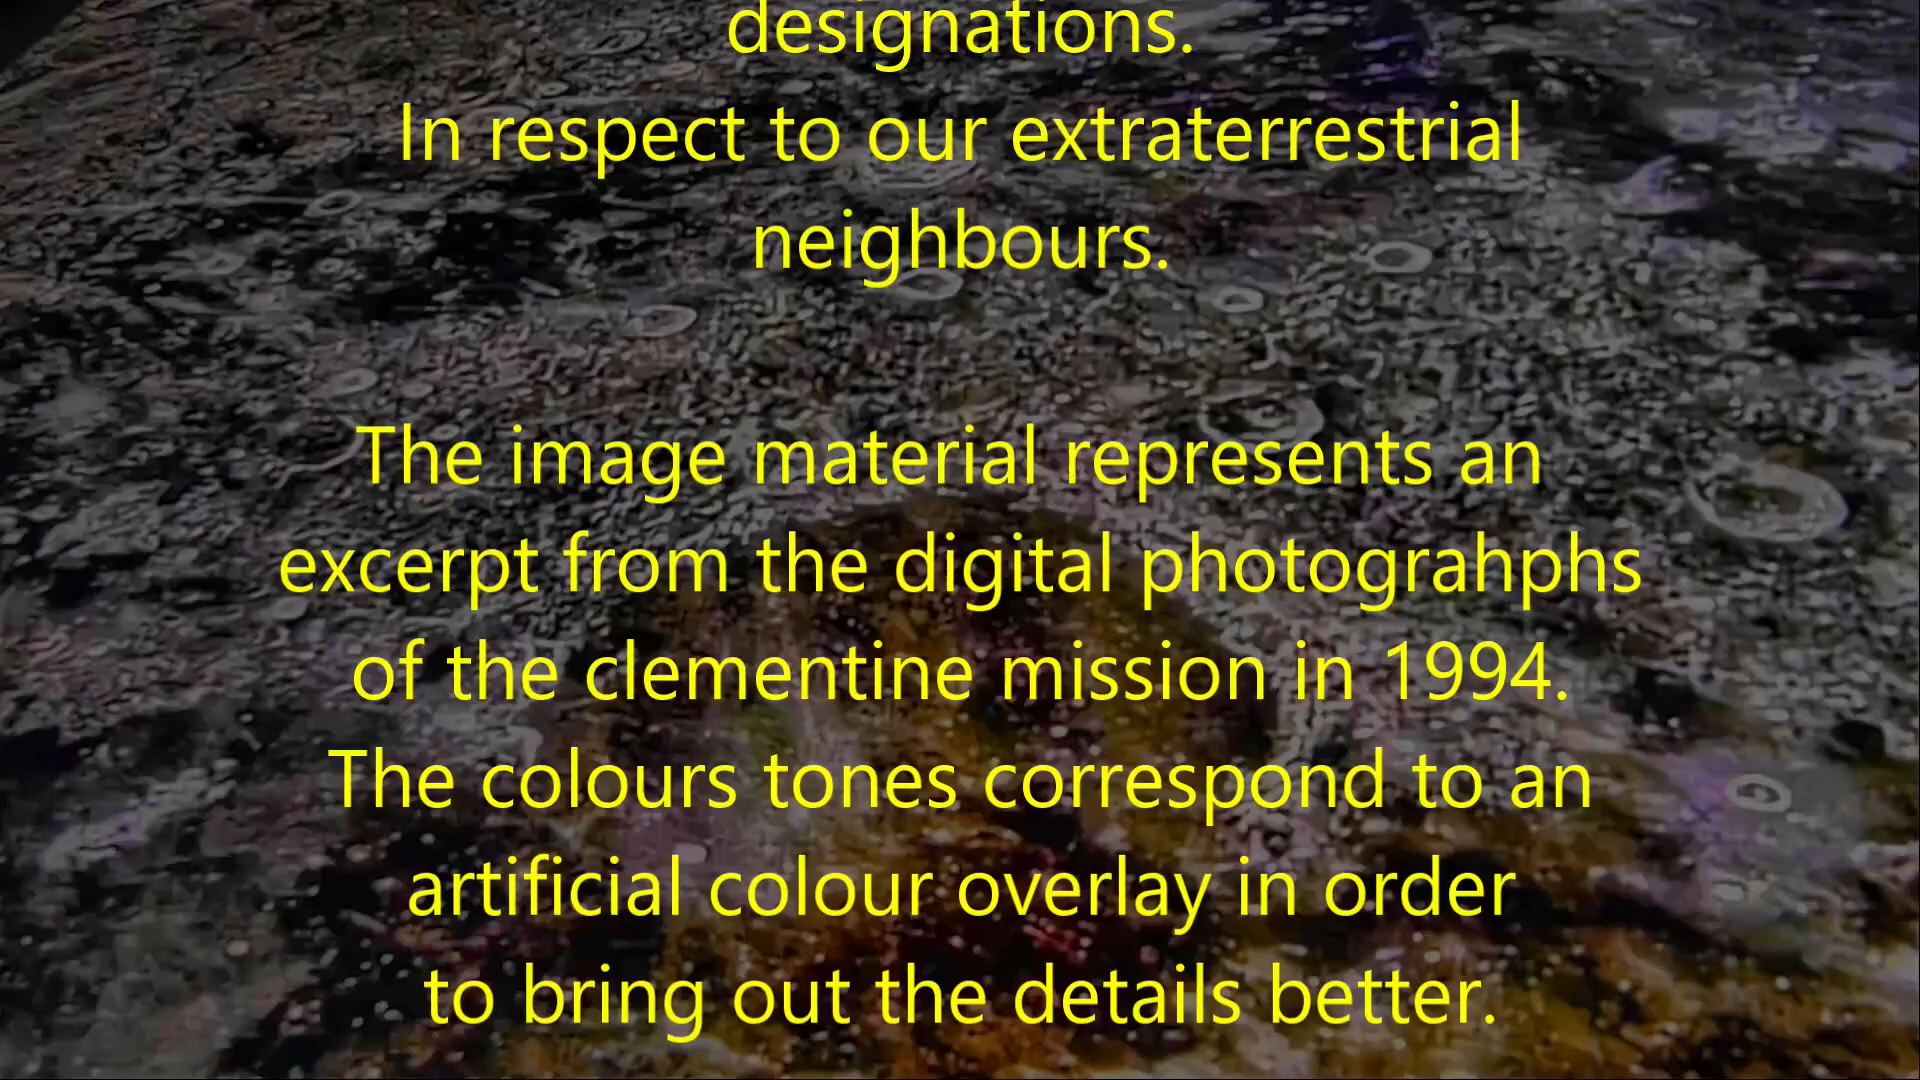 designations.
In respect to our extraterrestrial
neighbours.
The image material represents an
excerpt from the digital photograhphs
of the clementine mission in 1994.
The colours tones correspond to an
artificial colour overlay in order
to bring out the details better.